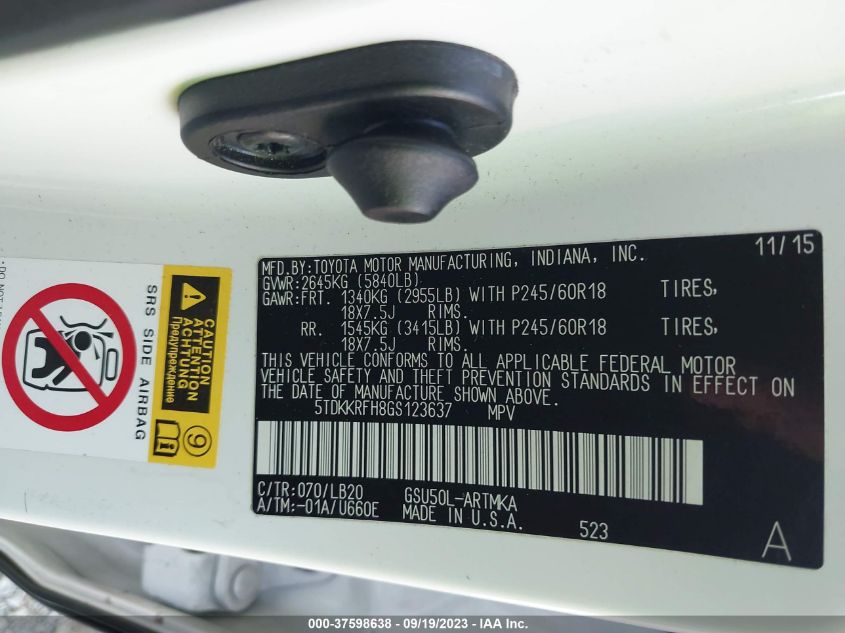 MFD.BY:TOYOTA MOTOR MANUFACTURING, INDIANA, INC. 11/15
GVWR:2645KG (5840LB)
GAWR:FRT. 1340KG (2955LB) WITH P245/60R18 TIRES,
18X7.5J RIMS.
RR. 1545KG (3415LB) WITH P245/60R18 TIRES,
18X7.5J RIMS.
THIS VEHICLE CONFORMS TO ALL APPLICABLE FEDERAL MOTOR
VEHICLE SAFETY AND THEFT PREVENTION STANDARDS IN EFFECT ON
THE DATE OF MANUFACTURE SHOWN ABOVE.
5TDKKRFH8GS123637 MPV
C/TR:070/LB20 GSU50L-ARTMKA
A/TM:-01A/U660E MADE IN U.S.A. 523 A
SRS SIDE AIRBAG
CAUTION
ATTENTION
ACHTUNG
Предупреждение
9
000-37598638 - 09/19/2023 - IAA Inc.